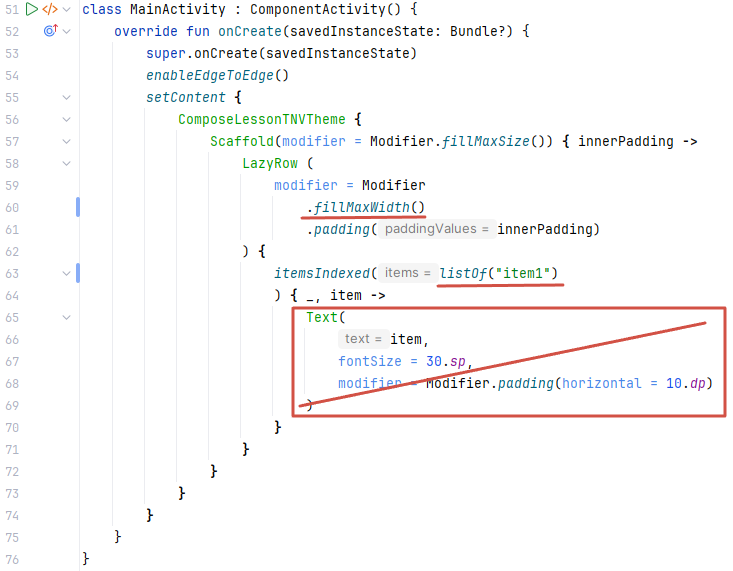 51 class MainActivity : ComponentActivity() {
52 override fun onCreate(savedInstanceState: Bundle?) {
53 super.onCreate(savedInstanceState)
54 enableEdgeToEdge()
55 setContent {
56 ComposeLessonTNVTheme {
57 Scaffold(modifier = Modifier.fillMaxSize()) { innerPadding ->
58 LazyRow (
59 modifier = Modifier
60 .fillMaxWidth()
61 .padding( paddingValues = innerPadding)
62 ) {
63 itemsIndexed( items = listOf("item1")
64 ) { _, item ->
65 Text(
66 text = item,
67 fontSize = 30.sp,
68 modifier = Modifier.padding(horizontal = 10.dp)
69 )
70 }
71 }
72 }
73 }
74 }
75 }
76 }